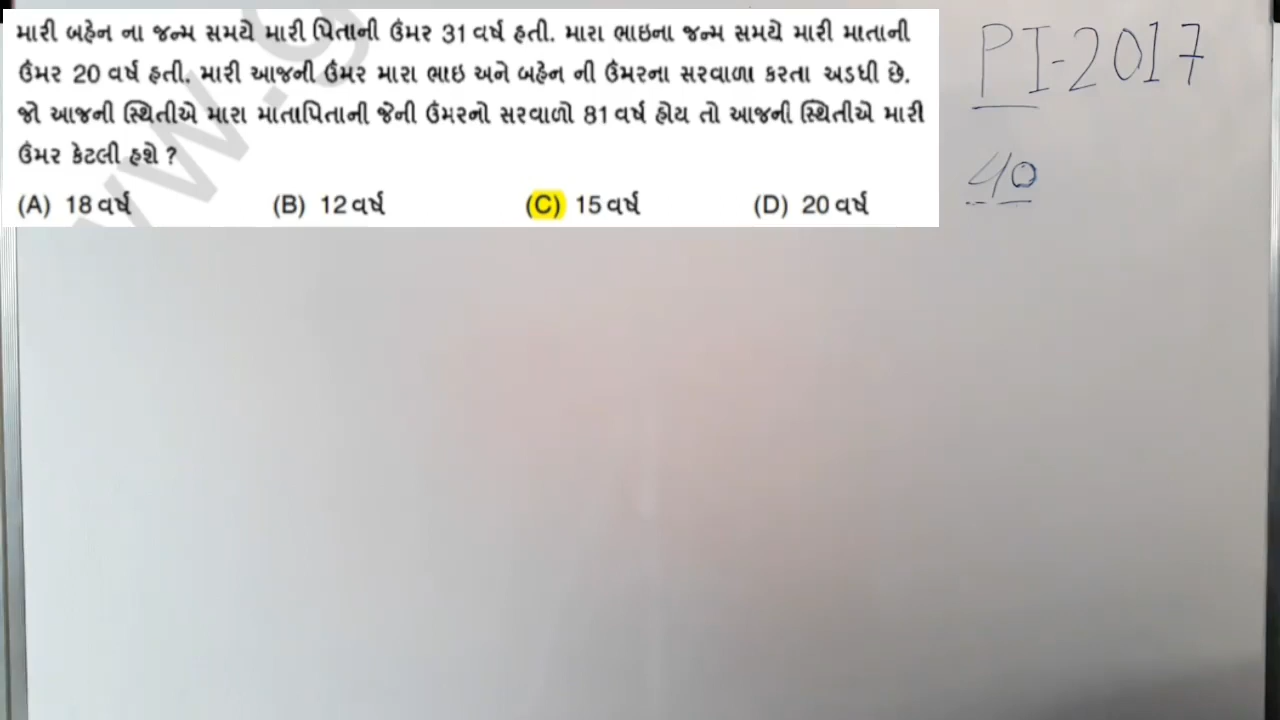 મારી બહેન ના જન્મ સમયે મારી પિતાની ઉંમર 31 વર્ષ હતી. મારા ભાઇના જન્મ સમયે મારી માતાની
ઉંમર 20 વર્ષ હતી. મારી આજની ઉંમર મારા ભાઇ અને બહેન ની ઉંમરના સરવાળા કરતા અડધી છે.
જો આજની સ્થિતીએ મારા માતાપિતાની જેની ઉંમરનો સરવાળો 81 વર્ષ હોય તો આજની સ્થિતીએ મારી
ઉંમર કેટલી હશે ?
(A) 18 વર્ષ (B) 12 વર્ષ (C) 15 વર્ષ (D) 20 વર્ષ
PI-2017
40